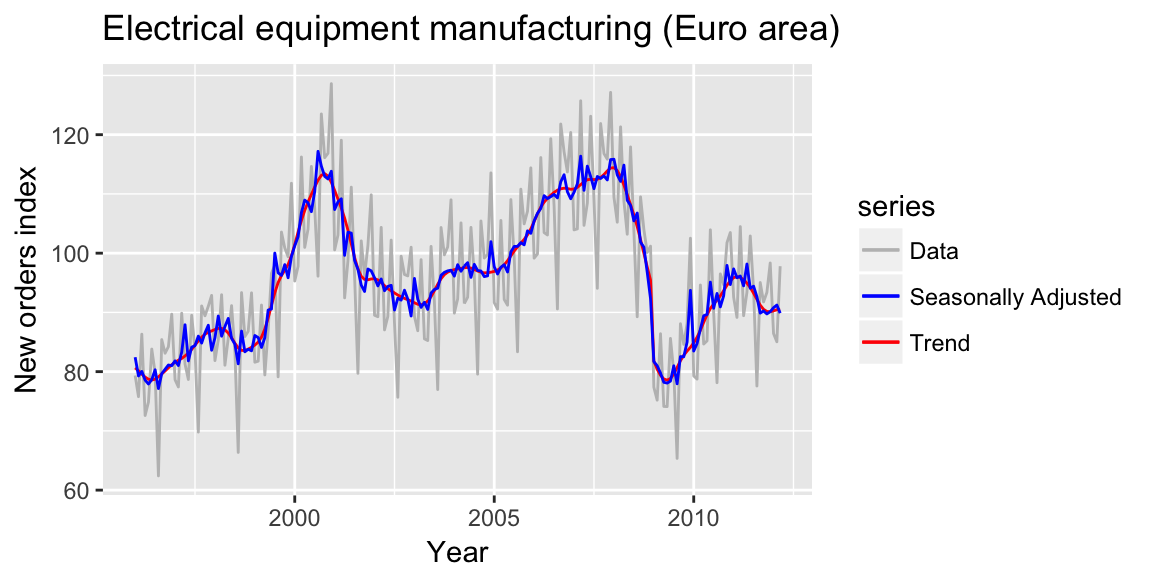 Electrical equipment manufacturing (Euro area)
New orders index
120
100
80
60
2000
2005
2010
Year
series
Data
Seasonally Adjusted
Trend